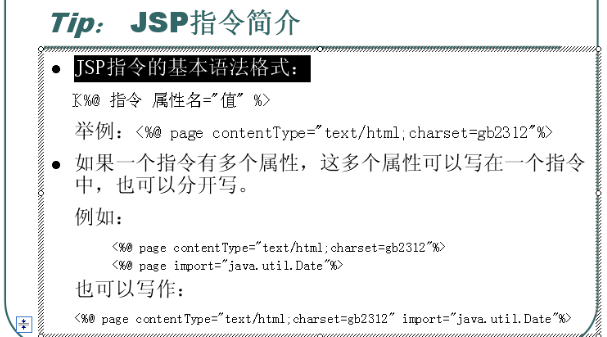 Tip： JSP指令简介
JSP指令的基本语法格式：
<%@ 指令 属性名="值" %>
举例：<%@ page contentType="text/html;charset=gb2312"%>
如果一个指令有多个属性，这多个属性可以写在一个指令
中，也可以分开写。
例如：
<%@ page contentType="text/html;charset=gb2312"%>
<%@ page import="java.util.Date"%>
也可以写作：
<%@ page contentType="text/html;charset=gb2312" import="java.util.Date"%>